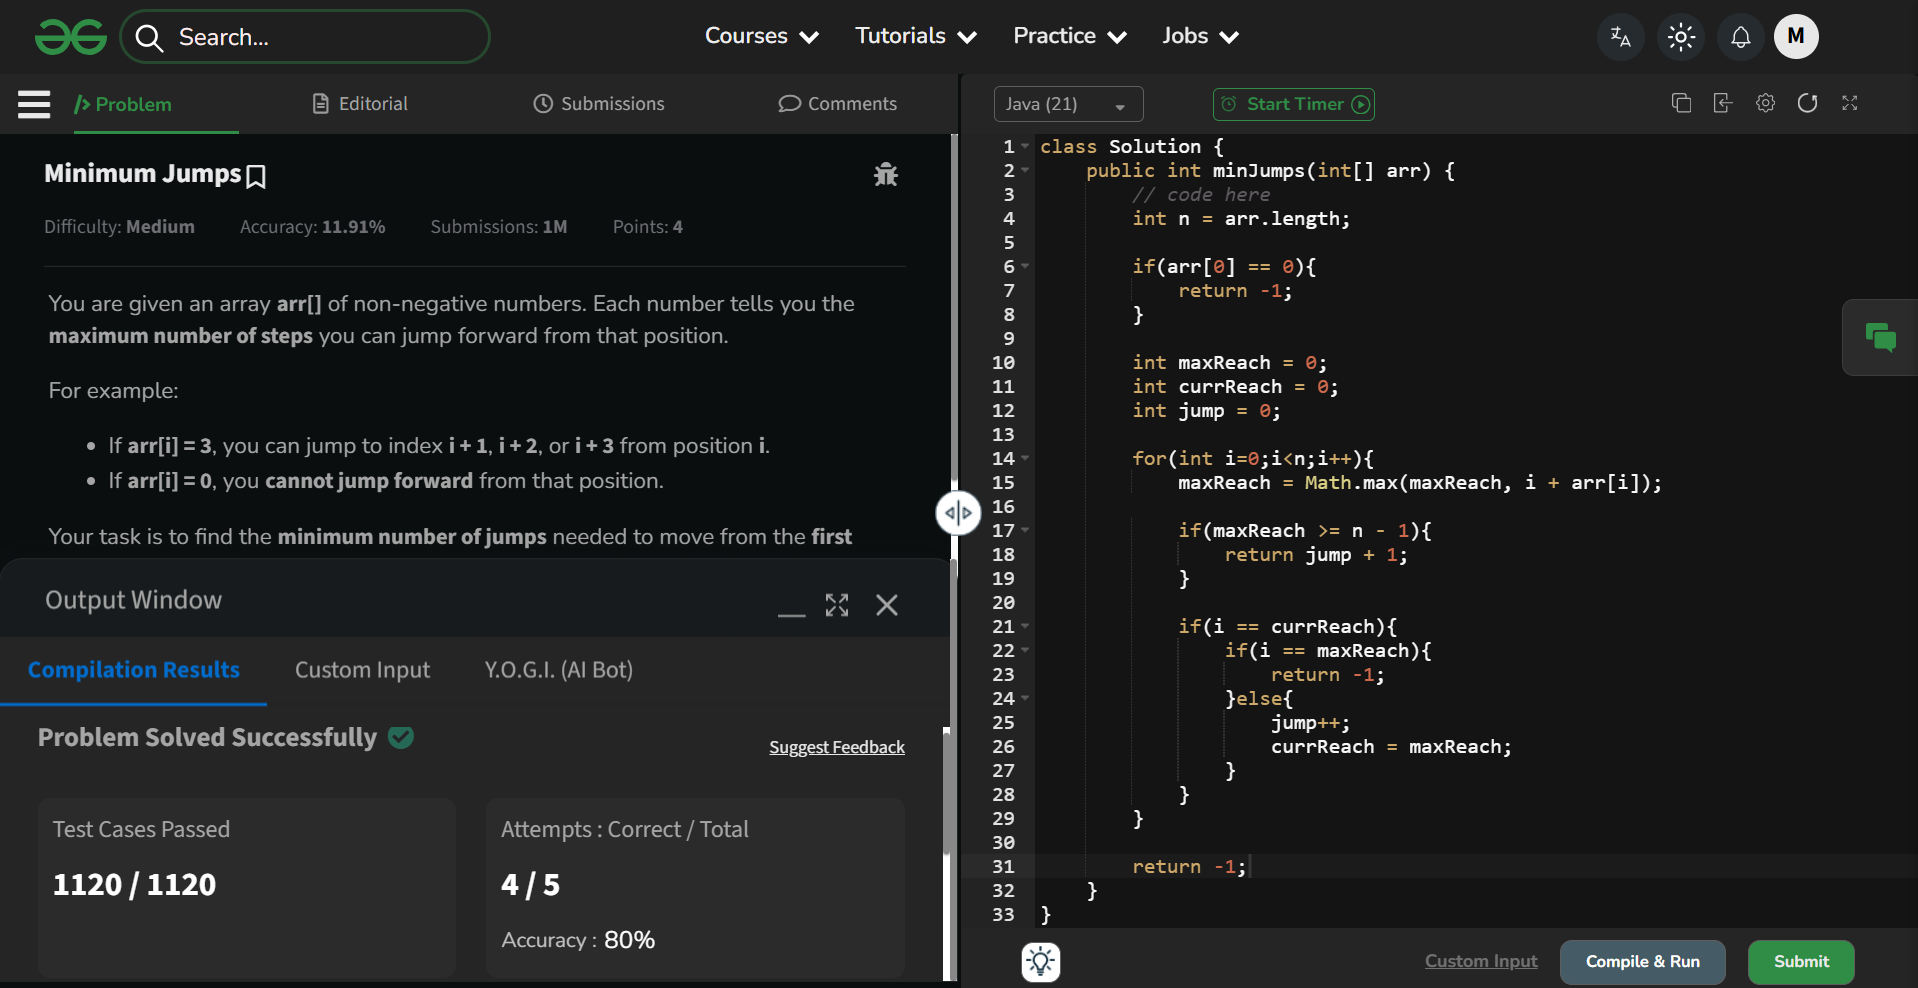 Search...
Courses
Tutorials
Practice
Jobs
M
Problem
Editorial
Submissions
Comments
Java (21)
Start Timer
Minimum Jumps
Difficulty: Medium
Accuracy: 11.91%
Submissions: 1M
Points: 4
You are given an array arr[] of non-negative numbers. Each number tells you the
maximum number of steps you can jump forward from that position.
For example:
• If arr[i] = 3, you can jump to index i + 1, i + 2, or i + 3 from position i.
• If arr[i] = 0, you cannot jump forward from that position.
Your task is to find the minimum number of jumps needed to move from the first
Output Window
Compilation Results
Custom Input
Y.O.G.I. (AI Bot)
Problem Solved Successfully
Suggest Feedback
Test Cases Passed
1120 / 1120
Attempts : Correct / Total
4 / 5
Accuracy : 80%
1 class Solution {
2     public int minJumps(int[] arr) {
3         // code here
4         int n = arr.length;
5
6         if(arr[0] == 0){
7             return -1;
8         }
9
10         int maxReach = 0;
11         int currReach = 0;
12         int jump = 0;
13
14         for(int i=0;i<n;i++){
15             maxReach = Math.max(maxReach, i + arr[i]);
16
17             if(maxReach >= n - 1){
18                 return jump + 1;
19             }
20
21             if(i == currReach){
22                 if(i == maxReach){
23                     return -1;
24                 }else{
25                     jump++;
26                     currReach = maxReach;
27                 }
28             }
29         }
30
31         return -1;
32     }
33 }
Custom Input
Compile & Run
Submit